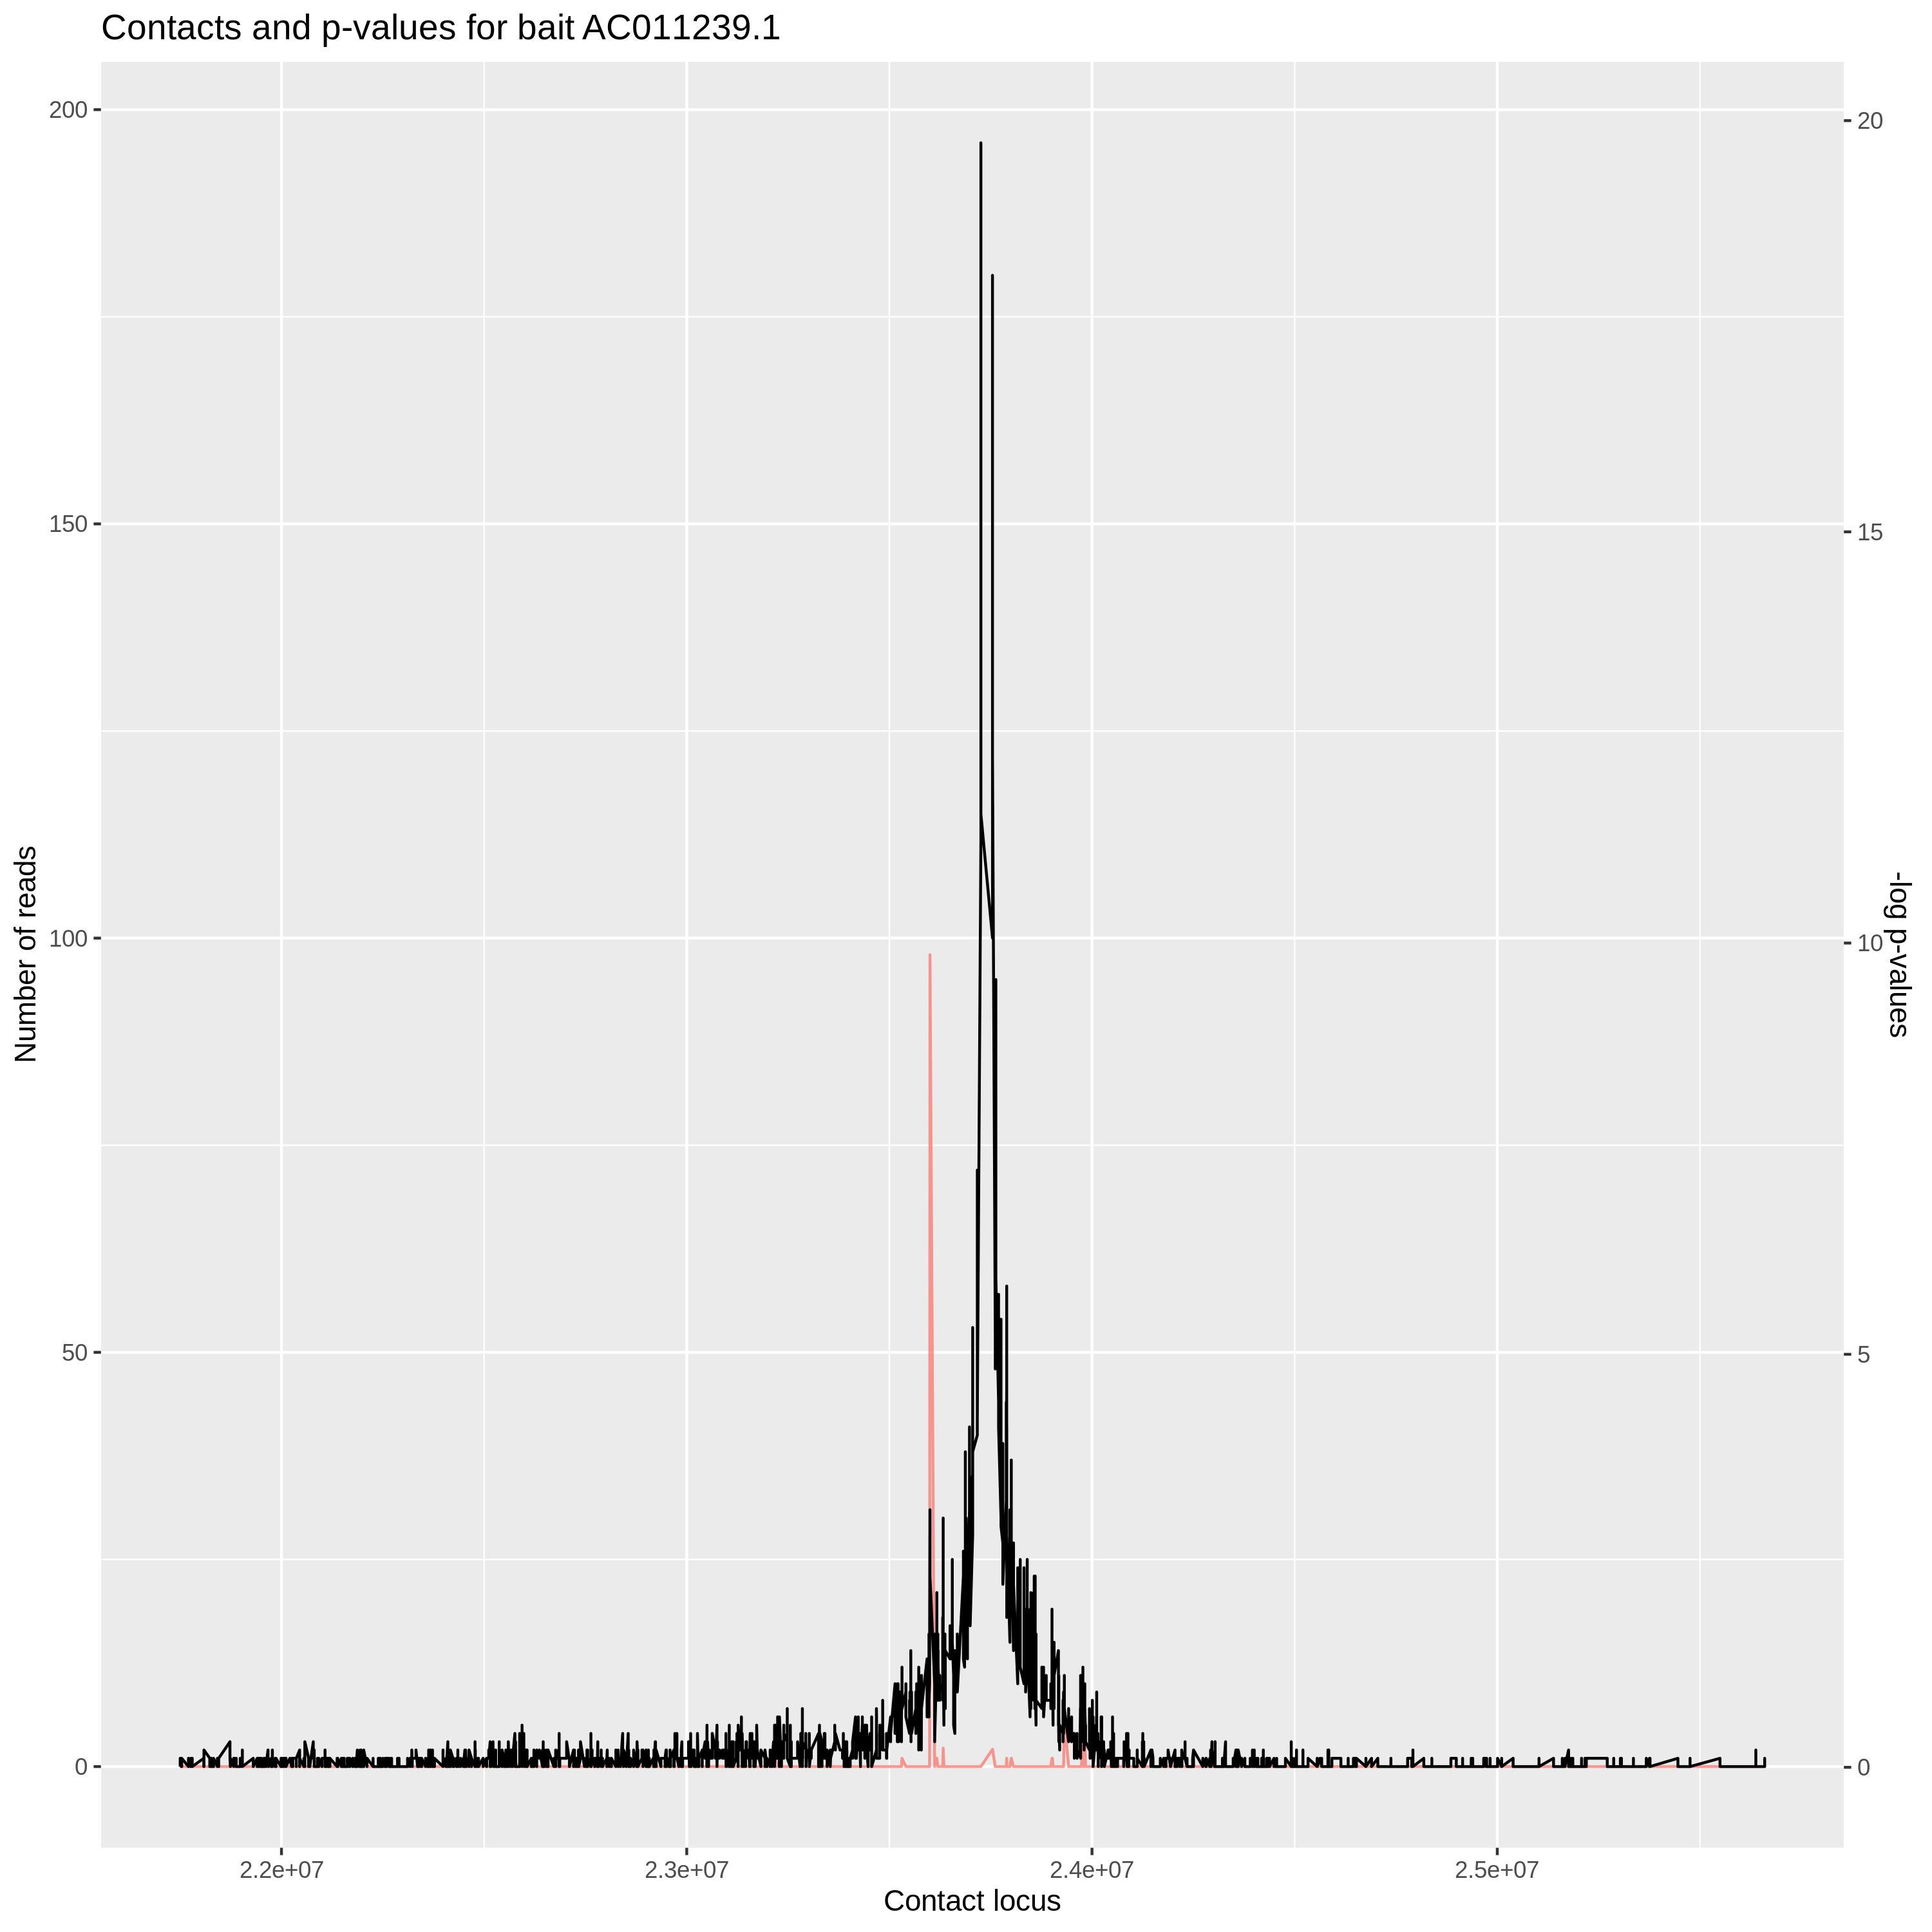 Contacts and p-values for bait AC011239.1
200
150
100
50
0
Number of reads
20
15
10
5
0
-log p-values
2.2e+07
2.3e+07
2.4e+07
2.5e+07
Contact locus